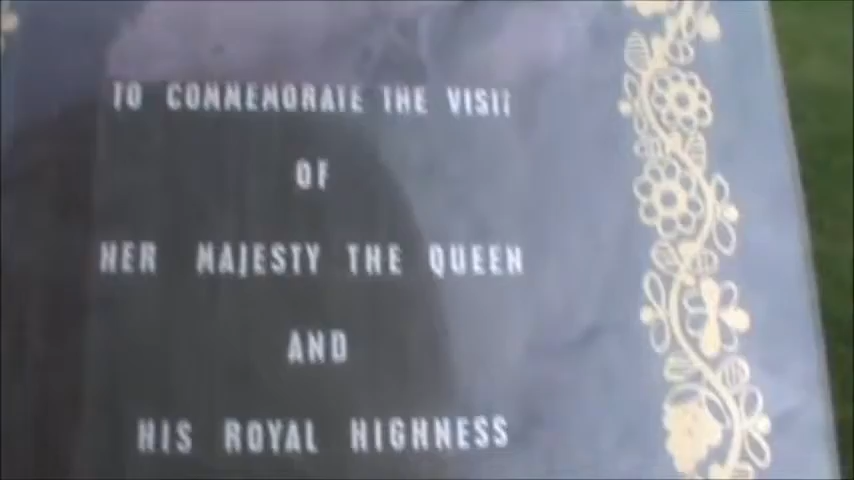 TO COMMEMORATE THE VISIT
OF
HER MAJESTY THE QUEEN
AND
HIS ROYAL HIGHNESS